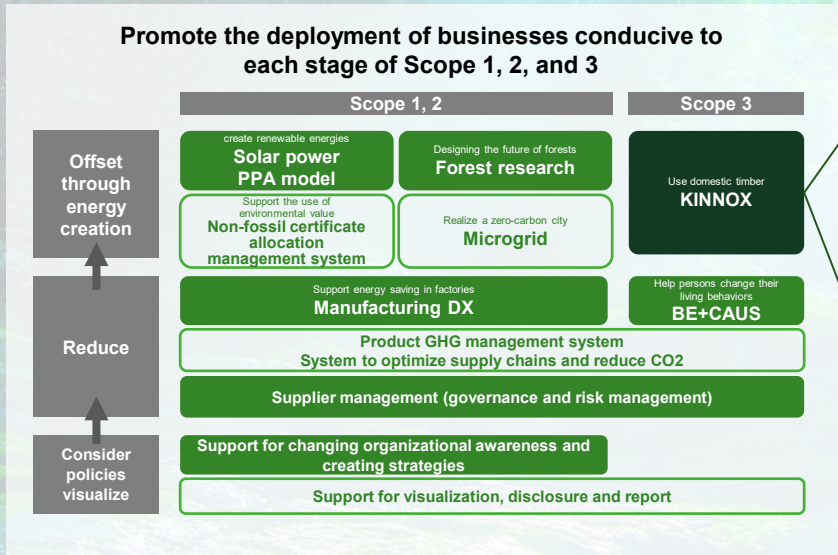 Promote the deployment of businesses conducive to
each stage of Scope 1, 2, and 3
Scope 1, 2
Scope 3
Offset
through
energy
creation
create renewable energies
Solar power
PPA model
Designing the future of forests
Forest research
Use domestic timber
KINNOX
Support the use of
environmental value
Non-fossil certificate
allocation
management system
Realize a zero-carbon city
Microgrid
Reduce
Support energy saving in factories
Manufacturing DX
Help persons change their
living behaviors
BE+CAUS
Product GHG management system
System to optimize supply chains and reduce CO2
Supplier management (governance and risk management)
Consider
policies
visualize
Support for changing organizational awareness and
creating strategies
Support for visualization, disclosure and report